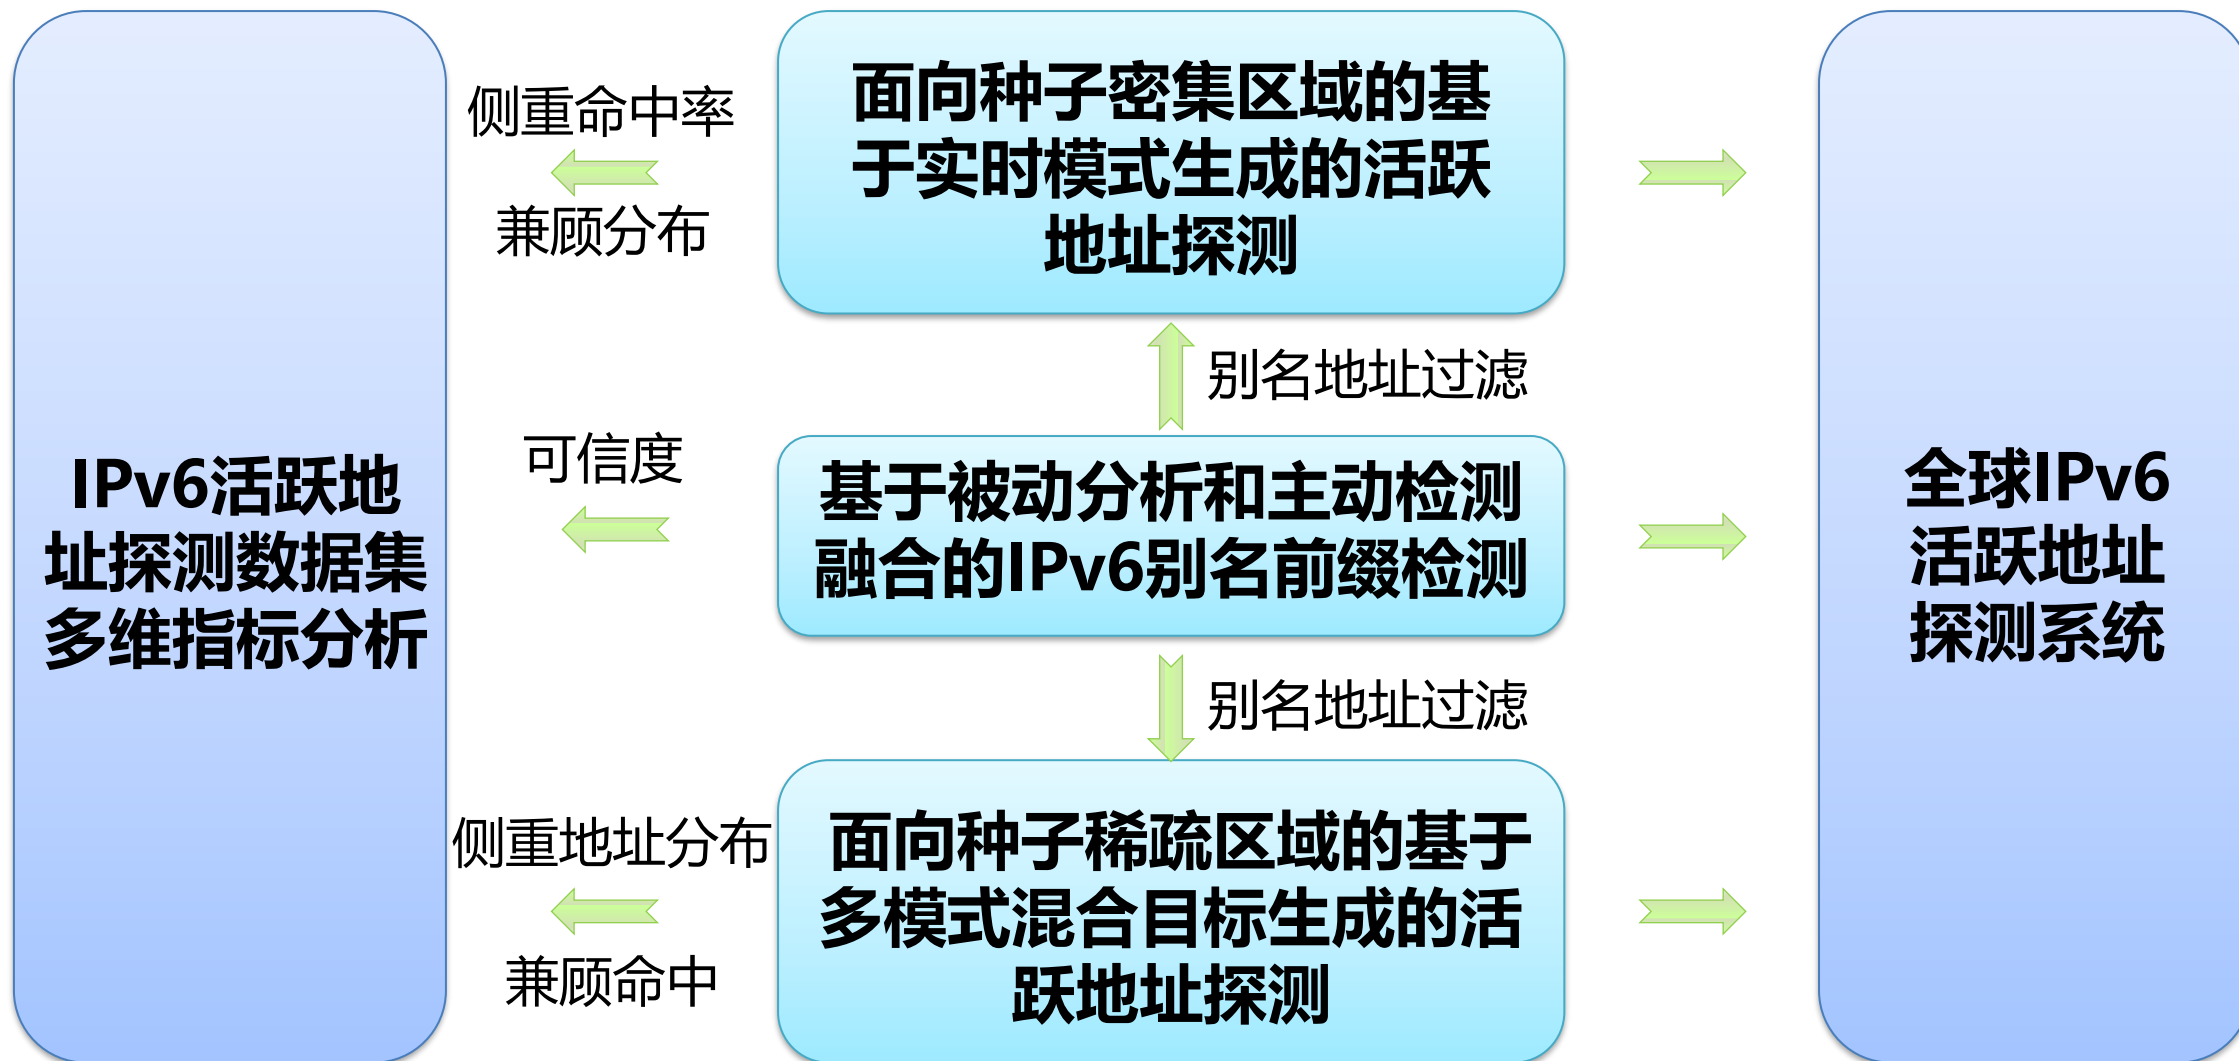 IPv6活跃地
址探测数据集
多维指标分析
侧重命中率
兼顾分布
可信度
侧重地址分布
兼顾命中
面向种子密集区域的基
于实时模式生成的活跃
地址探测
别名地址过滤
基于被动分析和主动检测
融合的IPv6别名前缀检测
别名地址过滤
面向种子稀疏区域的基于
多模式混合目标生成的活
跃地址探测
全球IPv6
活跃地址
探测系统